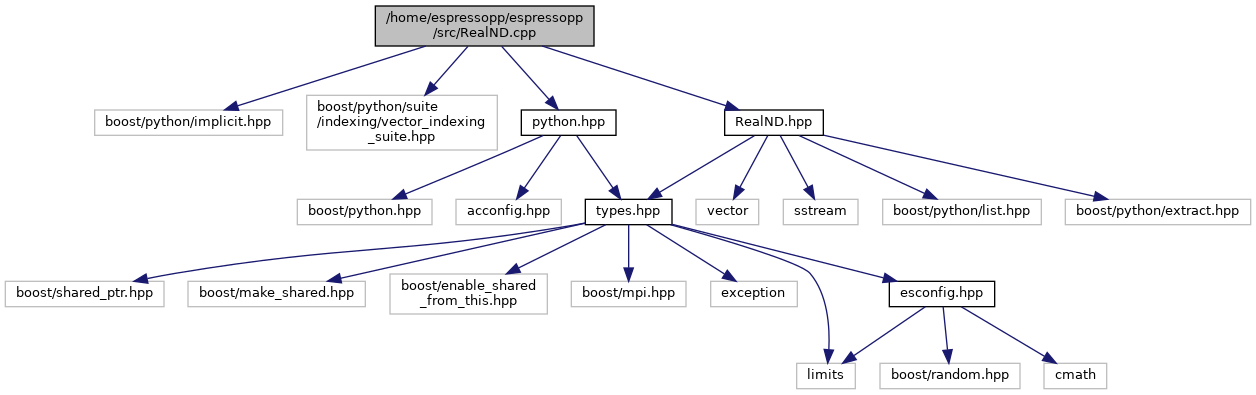 /home/espressopp/espressopp
/src/RealND.cpp
boost/python/implicit.hpp
boost/python/suite
/indexing/vector_indexing
_suite.hpp
python.hpp
RealND.hpp
boost/python.hpp
acconfig.hpp
types.hpp
vector
sstream
boost/python/list.hpp
boost/python/extract.hpp
boost/shared_ptr.hpp
boost/make_shared.hpp
boost/enable_shared
_from_this.hpp
boost/mpi.hpp
exception
esconfig.hpp
limits
boost/random.hpp
cmath